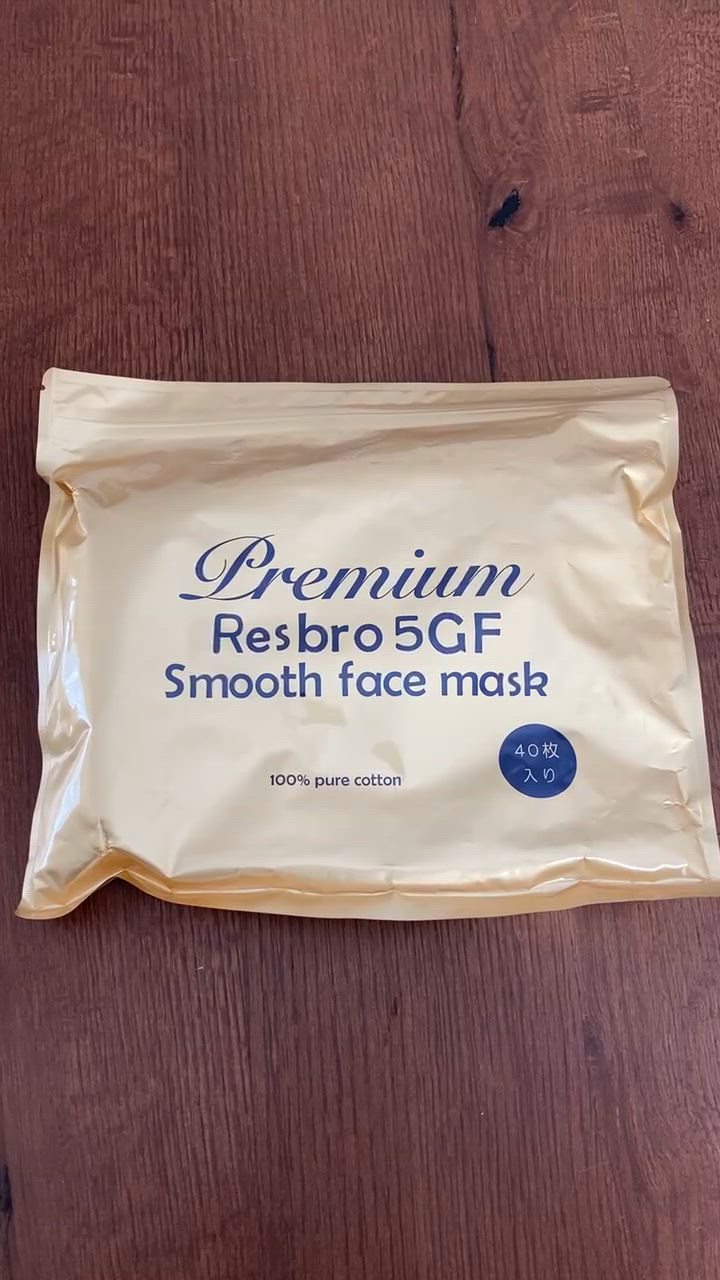 Premium
Resbro 5GF
Smooth face mask
40枚
入り
100% pure cotton